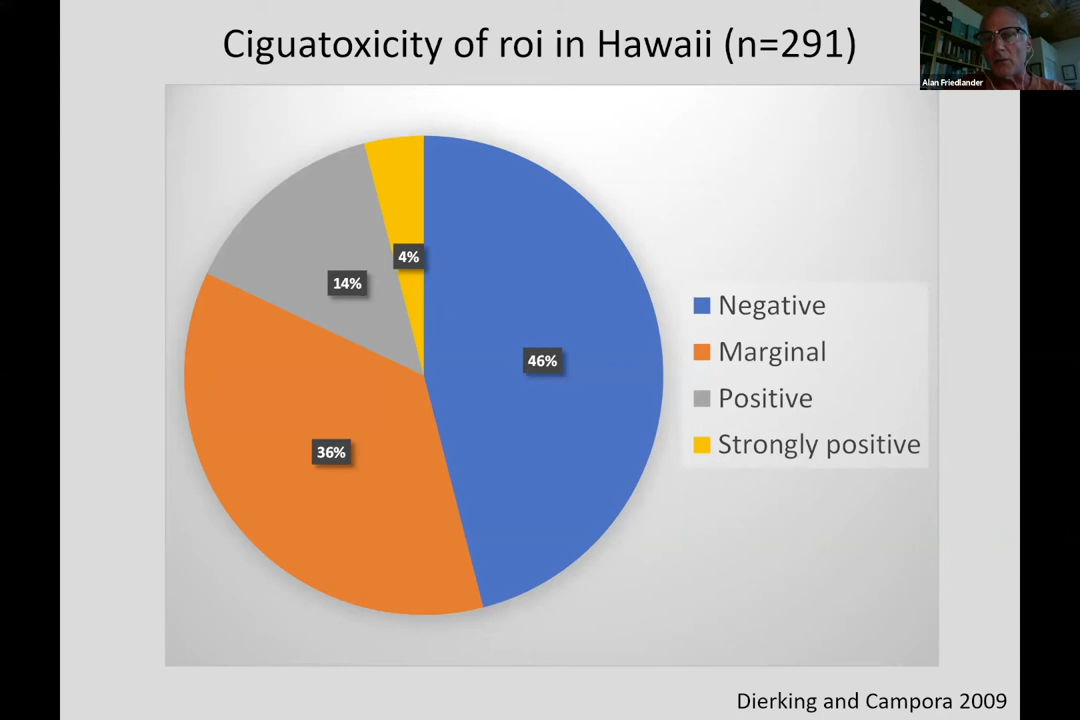 Ciguatoxicity of roi in Hawaii (n=291)
Alan Friedlander
4%
14%
46%
36%
Negative
Marginal
Positive
Strongly positive
Dierking and Campora 2009